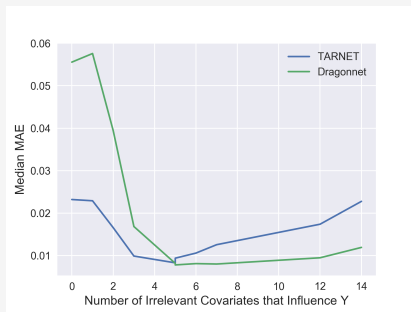 0.06
0.05
0.04
0.03
0.02
0.01
Median MAE
TARNET
Dragonnet
0 2 4 6 8 10 12 14
Number of Irrelevant Covariates that Influence Y